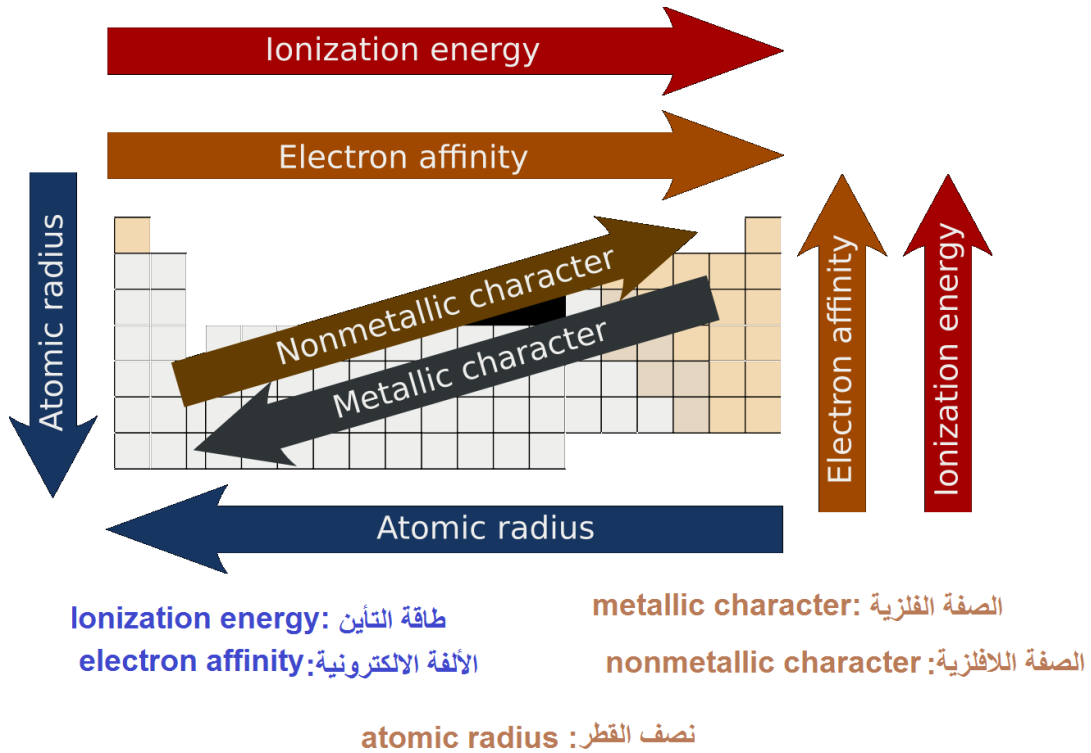 Ionization energy
Electron affinity
Atomic radius
Nonmetallic character
Metallic character
Electron affinity
Ionization energy
Atomic radius
Ionization energy: طاقة التأين
metallic character: الصفة الفلزية
electron affinity: الألفة الالكترونية
nonmetallic character: الصفة اللافلزية
atomic radius: نصف القطر